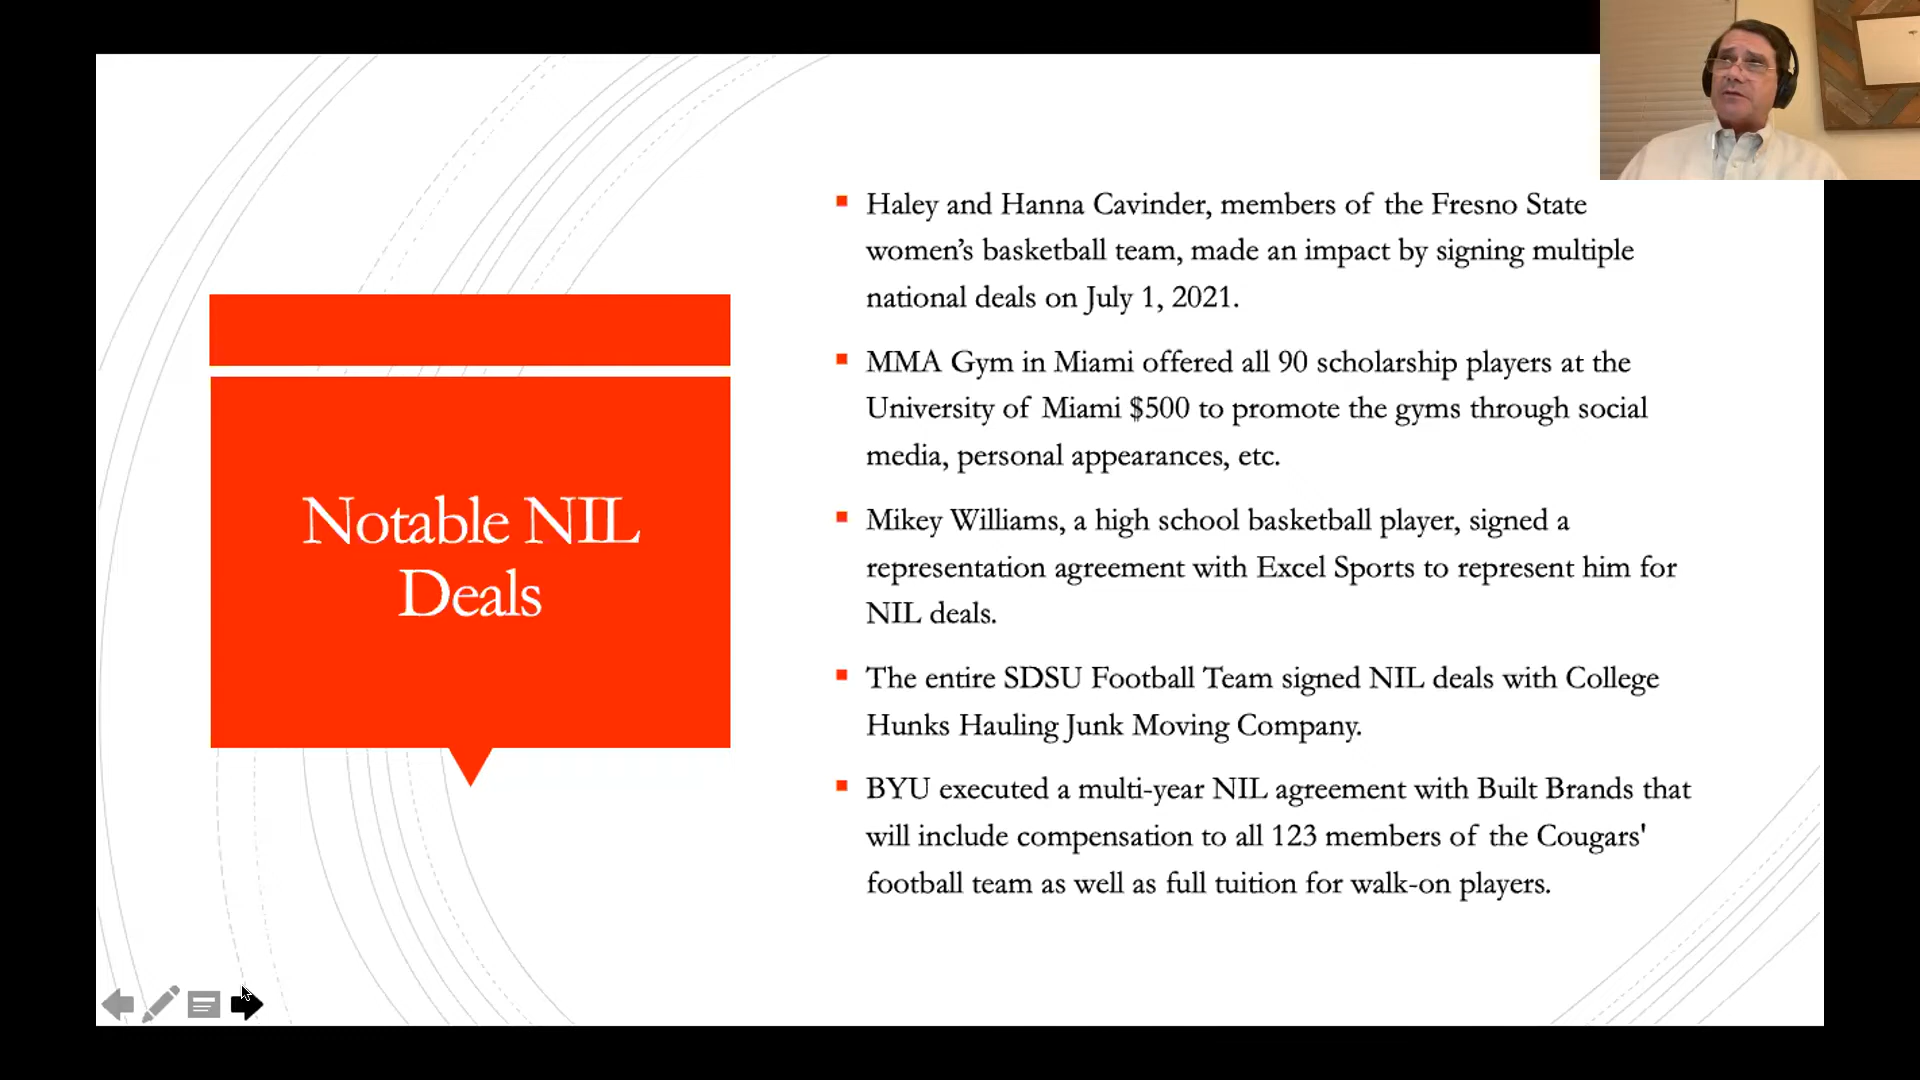 Notable NIL
Deals
Haley and Hanna Cavinder, members of the Fresno State
women’s basketball team, made an impact by signing multiple
national deals on July 1, 2021.
MMA Gym in Miami offered all 90 scholarship players at the
University of Miami $500 to promote the gyms through social
media, personal appearances, etc.
Mikey Williams, a high school basketball player, signed a
representation agreement with Excel Sports to represent him for
NIL deals.
The entire SDSU Football Team signed NIL deals with College
Hunks Hauling Junk Moving Company.
BYU executed a multi-year NIL agreement with Built Brands that
will include compensation to all 123 members of the Cougars'
football team as well as full tuition for walk-on players.